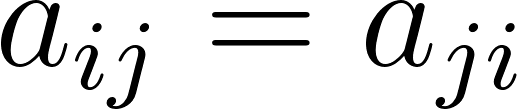 a_{ij} = a_{ji}